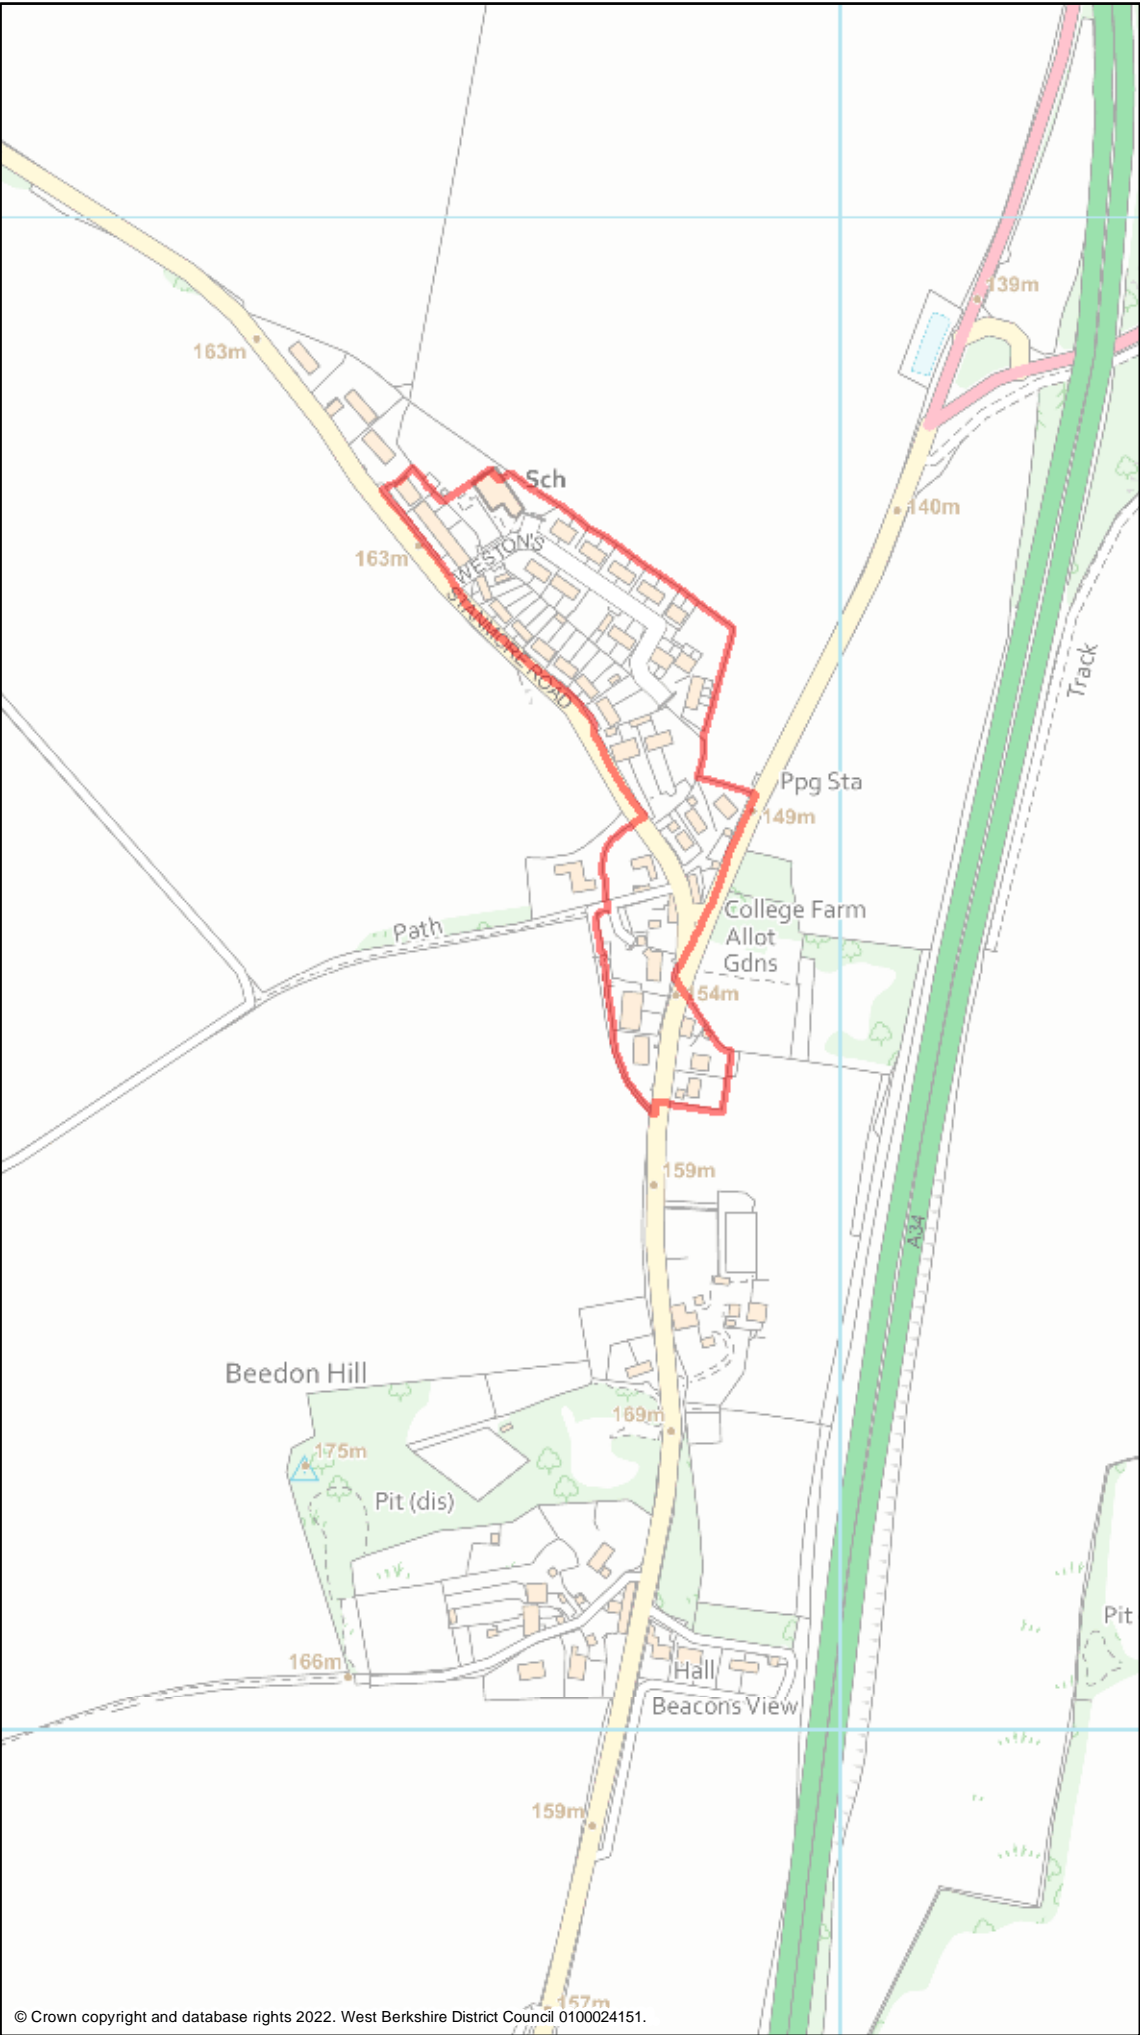 139m
163m
Sch
140m
163m
WESTON'S
STANMORE ROAD
Track
Ppg Sta
149m
College Farm
Allot
Gdns
Path
154m
159m
A34
Beedon Hill
169m
175m
Pit (dis)
Pit
166m
Hall
Beacons View
159m
157m
© Crown copyright and database rights 2022. West Berkshire District Council 0100024151.